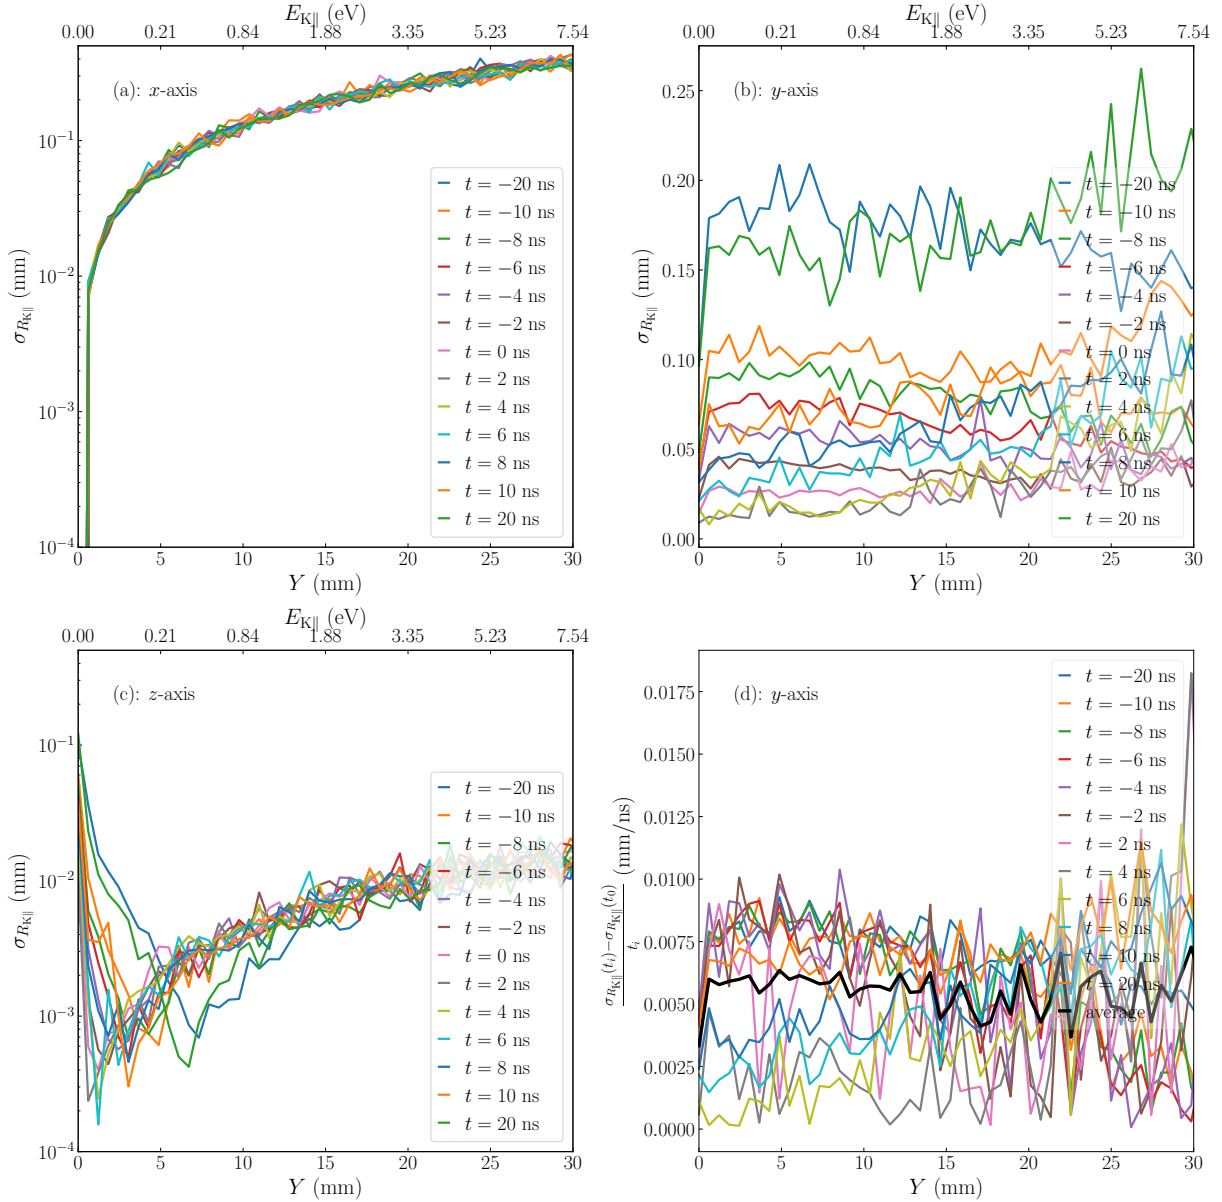 E_K∥ (eV)
0.00 0.21 0.84 1.88 3.35 5.23 7.54
(a): x-axis
σ_{R_K∥} (mm)
10⁻¹
10⁻²
10⁻³
10⁻⁴
t = −20 ns
t = −10 ns
t = −8 ns
t = −6 ns
t = −4 ns
t = −2 ns
t = 0 ns
t = 2 ns
t = 4 ns
t = 6 ns
t = 8 ns
t = 10 ns
t = 20 ns
0 5 10 15 20 25 30
Y (mm)
E_K∥ (eV)
0.00 0.21 0.84 1.88 3.35 5.23 7.54
(b): y-axis
σ_{R_K∥} (mm)
0.25
0.20
0.15
0.10
0.05
0.00
t = −20 ns
t = −10 ns
t = −8 ns
t = −6 ns
t = −4 ns
t = −2 ns
t = 0 ns
t = 2 ns
t = 4 ns
t = 6 ns
t = 8 ns
t = 10 ns
t = 20 ns
0 5 10 15 20 25 30
Y (mm)
E_K∥ (eV)
0.00 0.21 0.84 1.88 3.35 5.23 7.54
(c): z-axis
σ_{R_K∥} (mm)
10⁻¹
10⁻²
10⁻³
10⁻⁴
t = −20 ns
t = −10 ns
t = −8 ns
t = −6 ns
t = −4 ns
t = −2 ns
t = 0 ns
t = 2 ns
t = 4 ns
t = 6 ns
t = 8 ns
t = 10 ns
t = 20 ns
0 5 10 15 20 25 30
Y (mm)
(d): y-axis
σ_{R_K∥}(t_i)−σ_{R_K∥}(t_0) / t_i (mm/ns)
0.0175
0.0150
0.0125
0.0100
0.0075
0.0050
0.0025
0.0000
t = −20 ns
t = −10 ns
t = −8 ns
t = −6 ns
t = −4 ns
t = −2 ns
t = 2 ns
t = 4 ns
t = 6 ns
t = 8 ns
t = 10 ns
t = 20 ns
average
0 5 10 15 20 25 30
Y (mm)